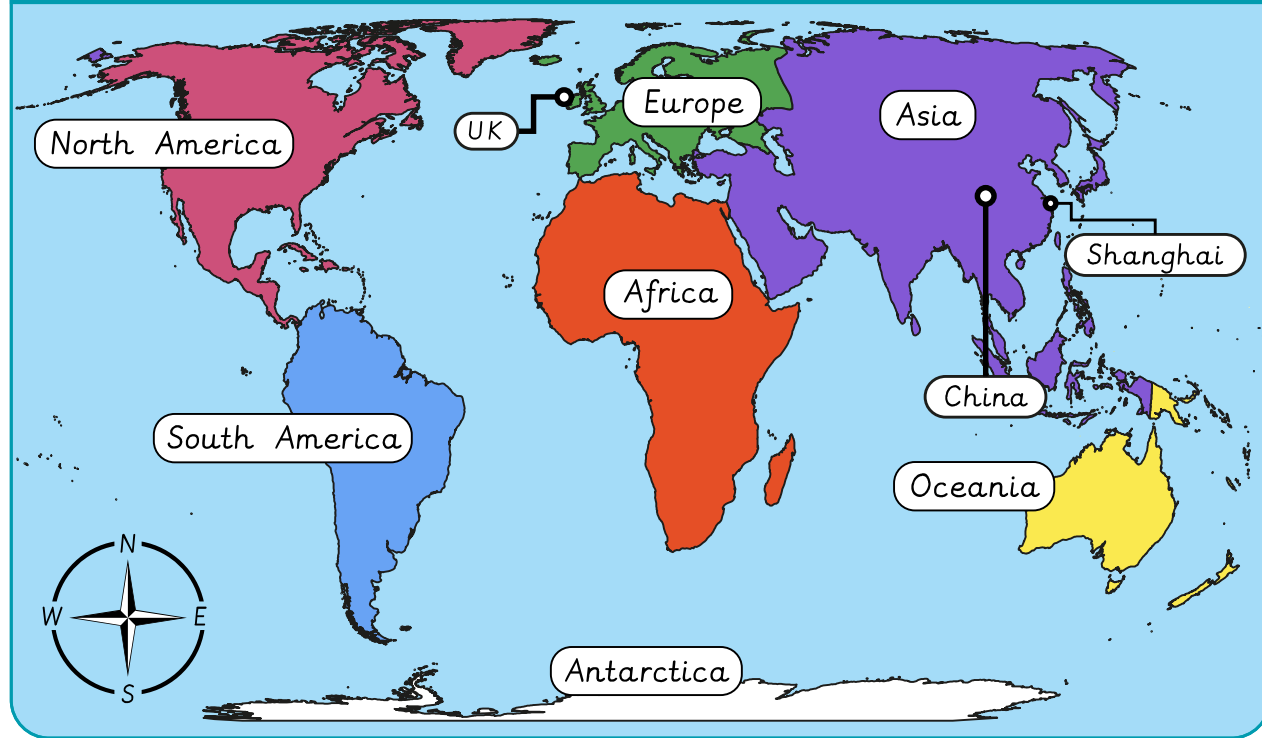 Europe
Asia
UK
North America
Shanghai
Africa
China
South America
Oceania
N
W
E
S
Antarctica